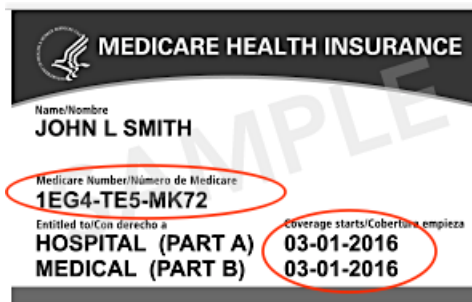 MEDICARE HEALTH INSURANCE
SAMPLE
Name/Nombre
JOHN L SMITH
Medicare Number/Número de Medicare
1EG4-TE5-MK72
Entitled to/Con derecho a Coverage starts/Cobertura empieza
HOSPITAL (PART A) 03-01-2016
MEDICAL (PART B) 03-01-2016